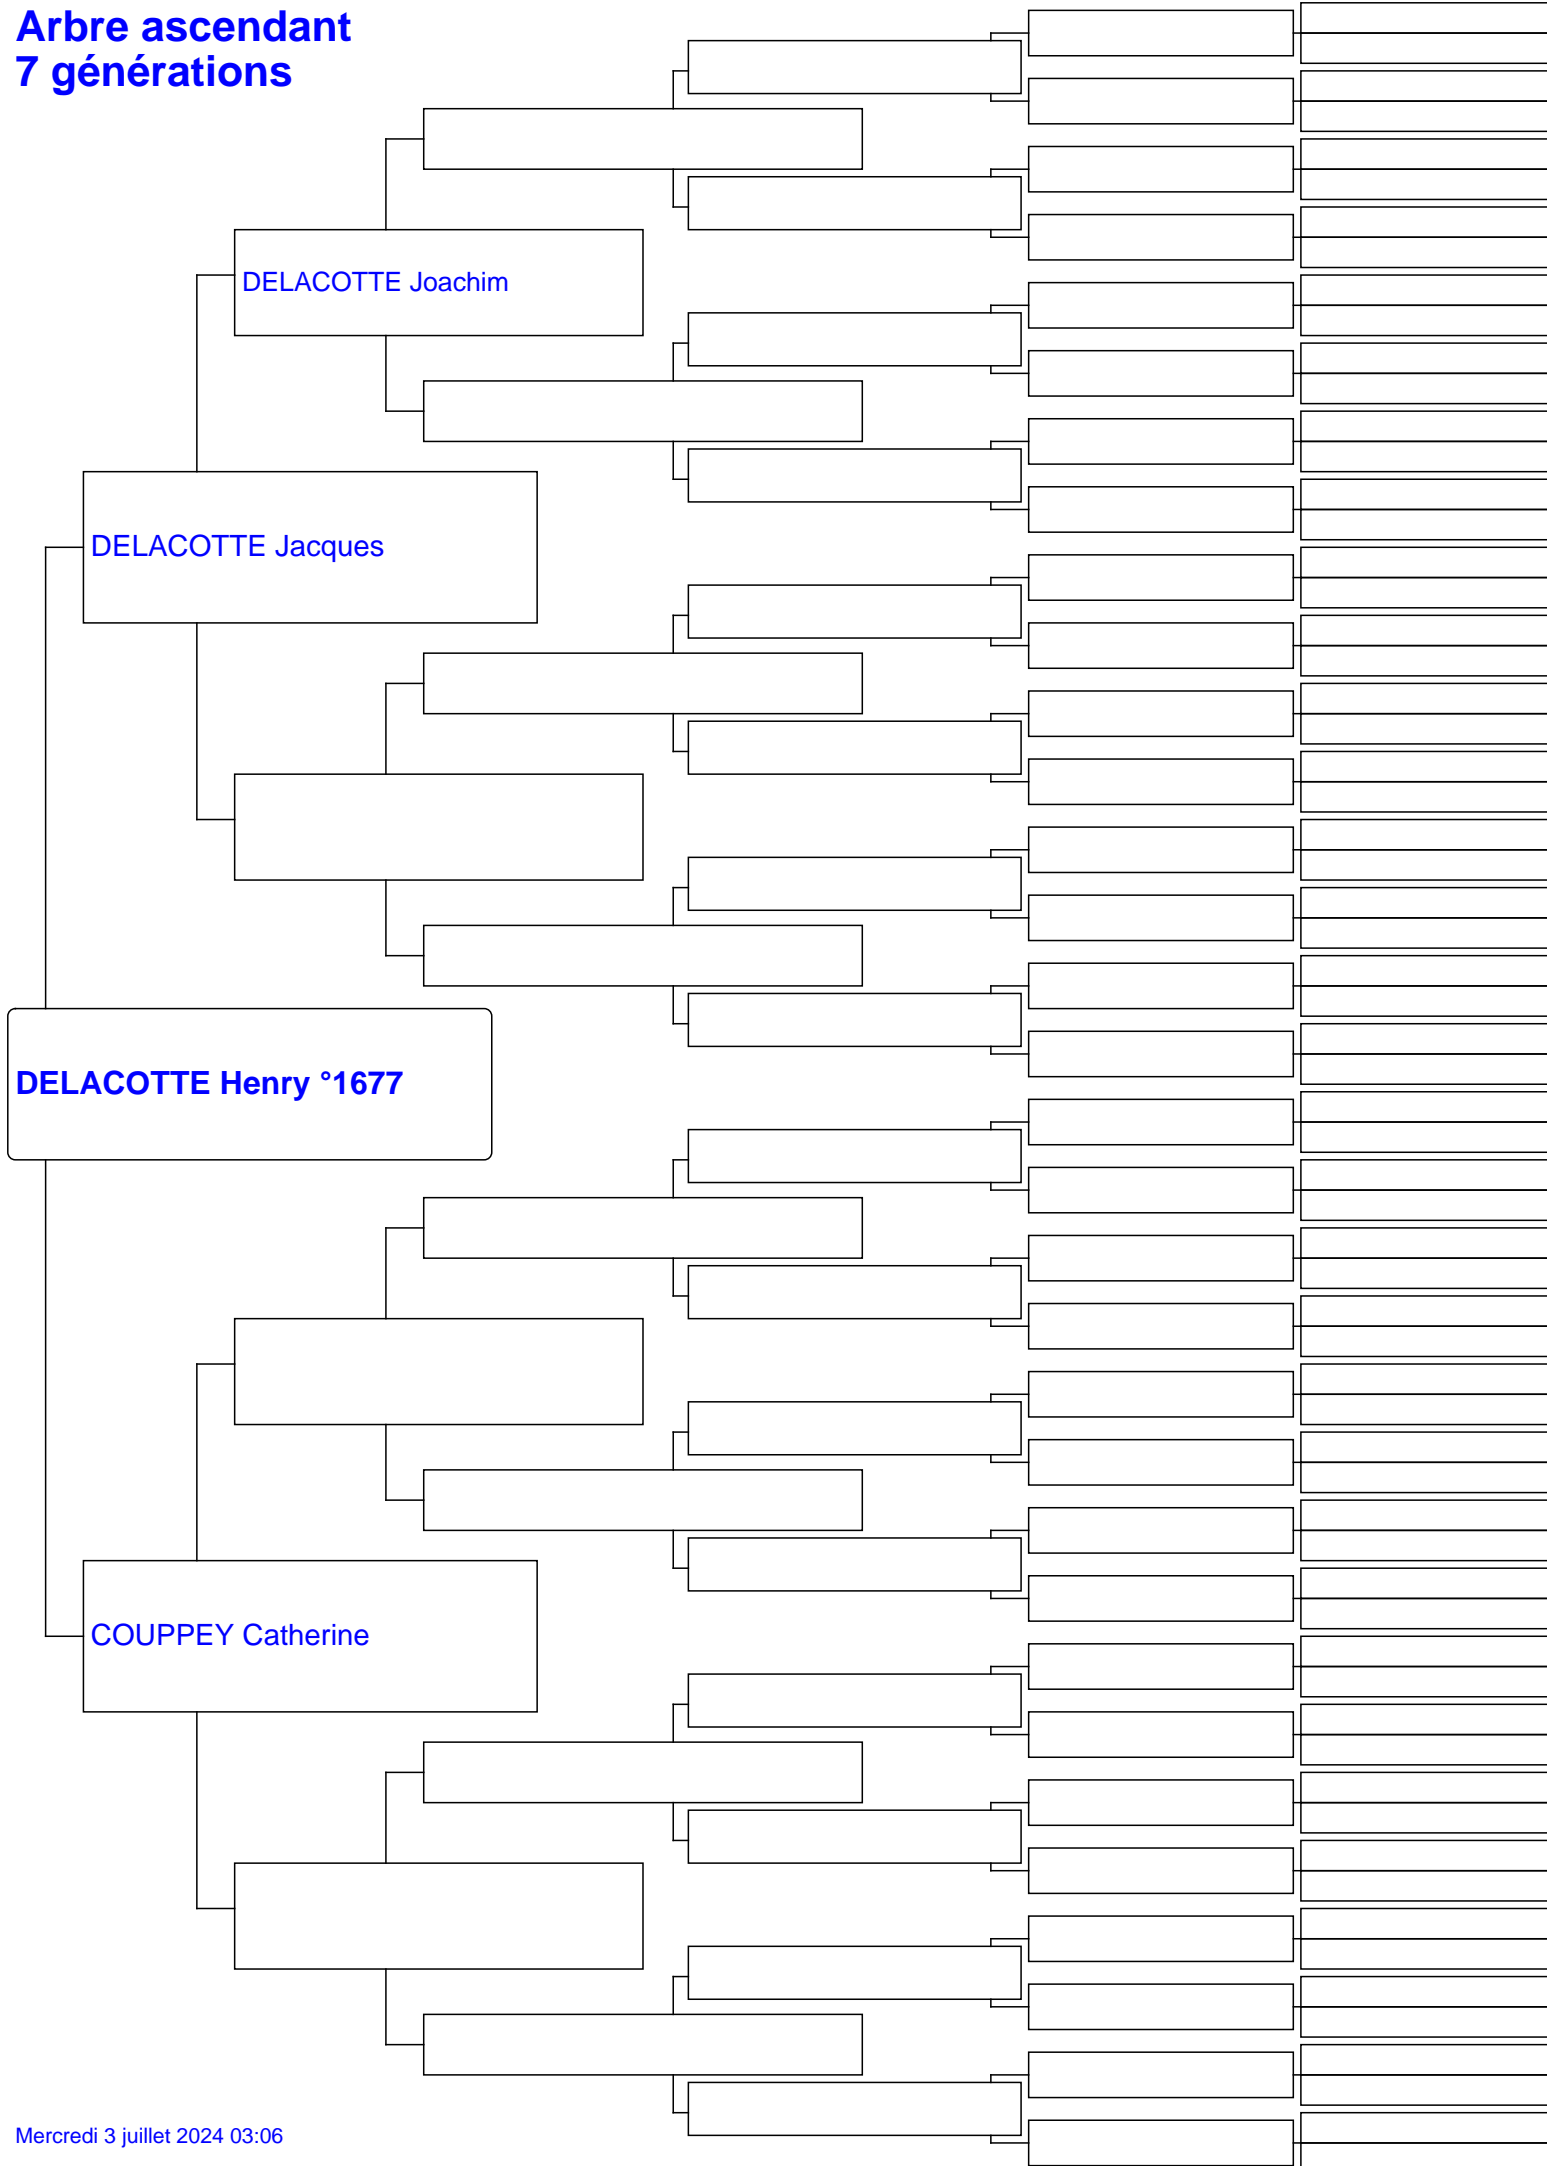 Arbre ascendant
7 générations
DELACOTTE Joachim
DELACOTTE Jacques
DELACOTTE Henry °1677
COUPPEY Catherine
Mercredi 3 juillet 2024 03:06